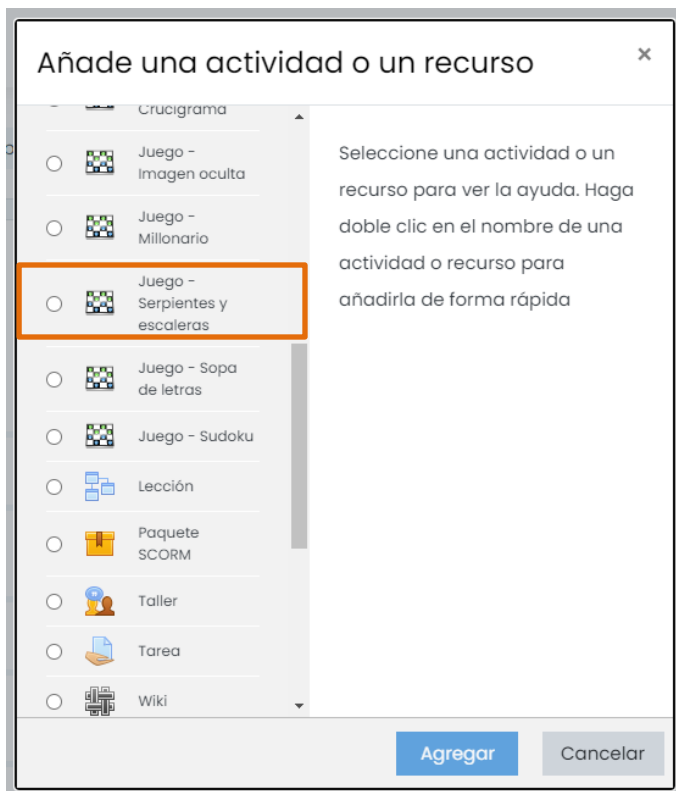 Añade una actividad o un recurso
×
Crucigrama
Juego -
Imagen oculta
Juego -
Millonario
Juego -
Serpientes y
escaleras
Juego - Sopa
de letras
Juego - Sudoku
Lección
Paquete
SCORM
Taller
Tarea
Wiki
Seleccione una actividad o un
recurso para ver la ayuda. Haga
doble clic en el nombre de una
actividad o recurso para
añadirla de forma rápida
Agregar
Cancelar